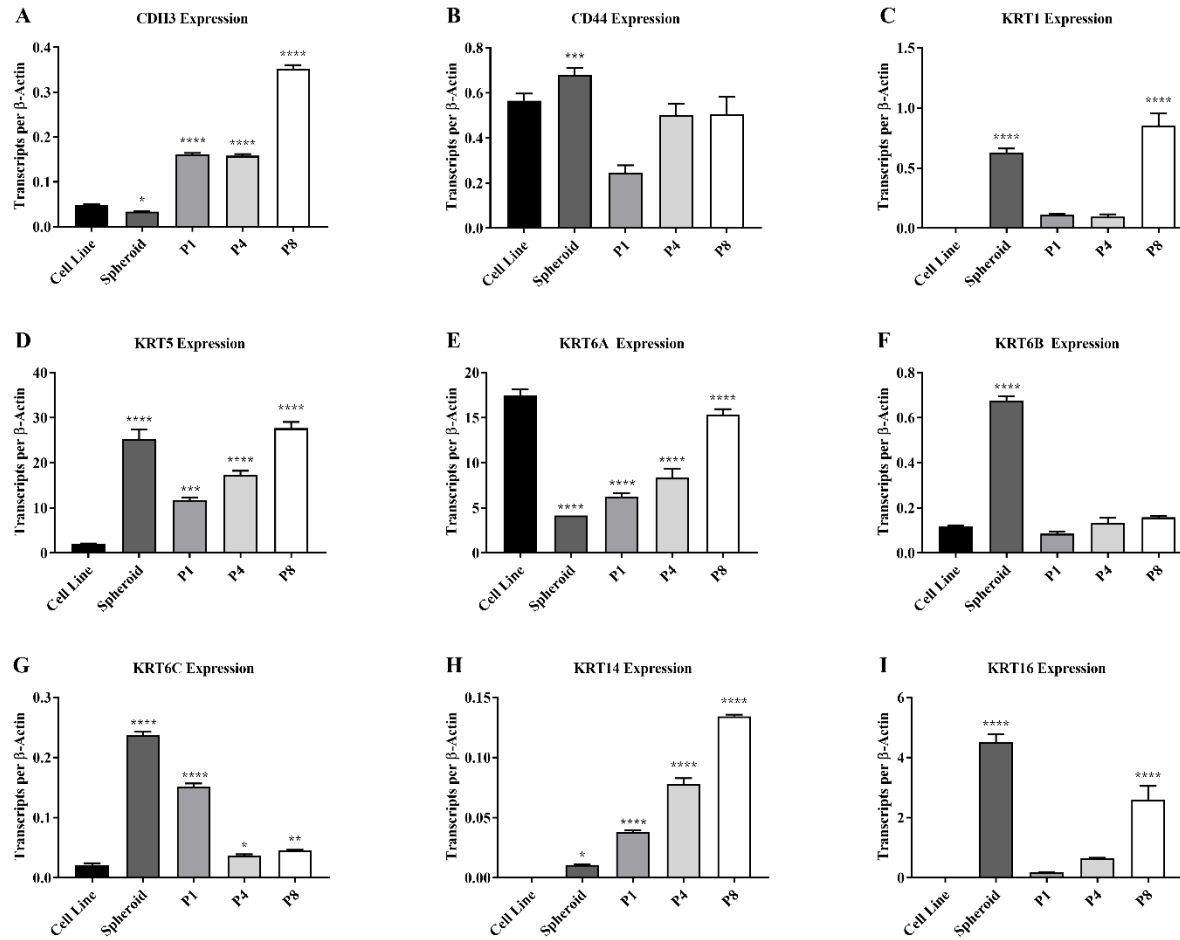 A CDH3 Expression
Transcripts per β-Actin
0.4
0.3
0.2
0.1
0.0
****
****
****
*
Cell Line Spheroid P1 P4 P8
B CD44 Expression
Transcripts per β-Actin
0.8
0.6
0.4
0.2
0.0
***
Cell Line Spheroid P1 P4 P8
C KRT1 Expression
Transcripts per β-Actin
1.5
1.0
0.5
0.0
****
****
Cell Line Spheroid P1 P4 P8
D KRT5 Expression
Transcripts per β-Actin
40
30
20
10
0
****
***
****
****
Cell Line Spheroid P1 P4 P8
E KRT6A Expression
Transcripts per β-Actin
20
15
10
5
0
****
****
****
****
Cell Line Spheroid P1 P4 P8
F KRT6B Expression
Transcripts per β-Actin
0.8
0.6
0.4
0.2
0.0
****
Cell Line Spheroid P1 P4 P8
G KRT6C Expression
Transcripts per β-Actin
0.3
0.2
0.1
0.0
****
****
*
**
Cell Line Spheroid P1 P4 P8
H KRT14 Expression
Transcripts per β-Actin
0.15
0.10
0.05
0.00
*
****
****
****
Cell Line Spheroid P1 P4 P8
I KRT16 Expression
Transcripts per β-Actin
6
4
2
0
****
****
Cell Line Spheroid P1 P4 P8